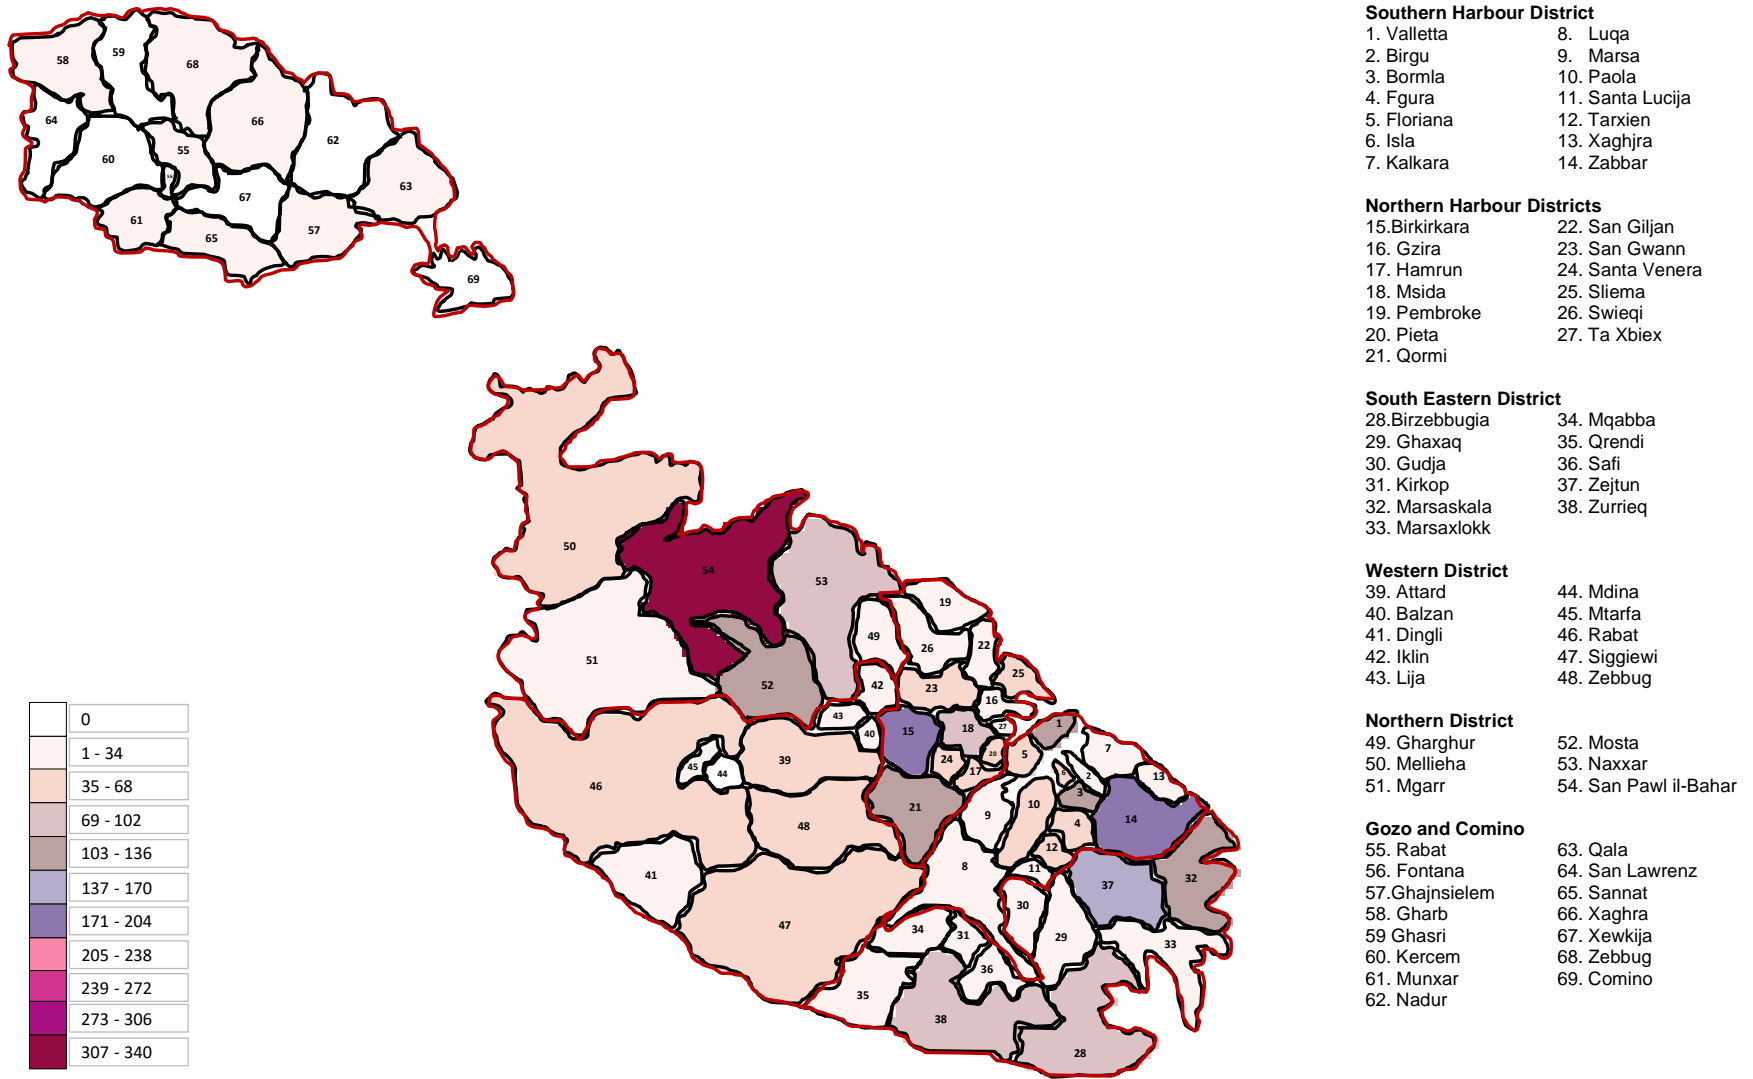 Southern Harbour District
1. Valletta 8. Luqa
2. Birgu 9. Marsa
3. Bormla 10. Paola
4. Fgura 11. Santa Lucija
5. Floriana 12. Tarxien
6. Isla 13. Xaghjra
7. Kalkara 14. Zabbar
Northern Harbour Districts
15.Birkirkara 22. San Giljan
16. Gzira 23. San Gwann
17. Hamrun 24. Santa Venera
18. Msida 25. Sliema
19. Pembroke 26. Swieqi
20. Pieta 27. Ta Xbiex
21. Qormi
South Eastern District
28.Birzebbugia 34. Mqabba
29. Ghaxaq 35. Qrendi
30. Gudja 36. Safi
31. Kirkop 37. Zejtun
32. Marsaskala 38. Zurrieq
33. Marsaxlokk
Western District
39. Attard 44. Mdina
40. Balzan 45. Mtarfa
41. Dingli 46. Rabat
42. Iklin 47. Siggiewi
43. Lija 48. Zebbug
Northern District
49. Gharghur 52. Mosta
50. Mellieha 53. Naxxar
51. Mgarr 54. San Pawl il-Bahar
Gozo and Comino
55. Rabat 63. Qala
56. Fontana 64. San Lawrenz
57.Ghajnsielem 65. Sannat
58. Gharb 66. Xaghra
59 Ghasri 67. Xewkija
60. Kercem 68. Zebbug
61. Munxar 69. Comino
62. Nadur
58
59
68
64
66
62
60
55
56
63
67
61
65
57
69
50
54
53
19
49
22
26
51
25
42
52
23
16
43
18
27
1
15
40
5
7
20
39
24
45
44
17
6
2
13
46
3
10
21
9
14
48
4
12
8
11
41
37
32
30
47
34
31
29
33
36
35
38
28
0
1 - 34
35 - 68
69 - 102
103 - 136
137 - 170
171 - 204
205 - 238
239 - 272
273 - 306
307 - 340